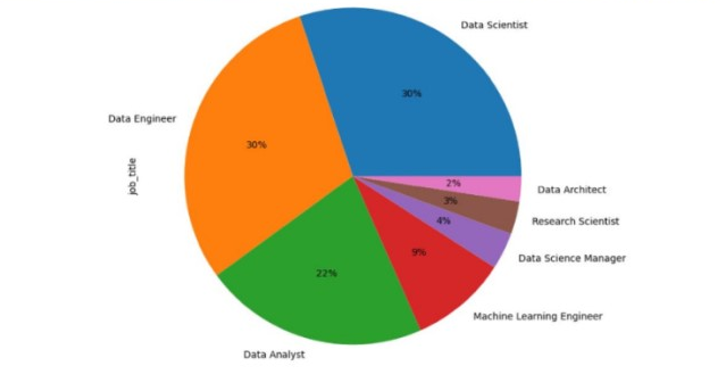 Data Scientist
30%
Data Engineer
30%
job_title
2%
Data Architect
3%
Research Scientist
4%
Data Science Manager
9%
22%
Machine Learning Engineer
Data Analyst